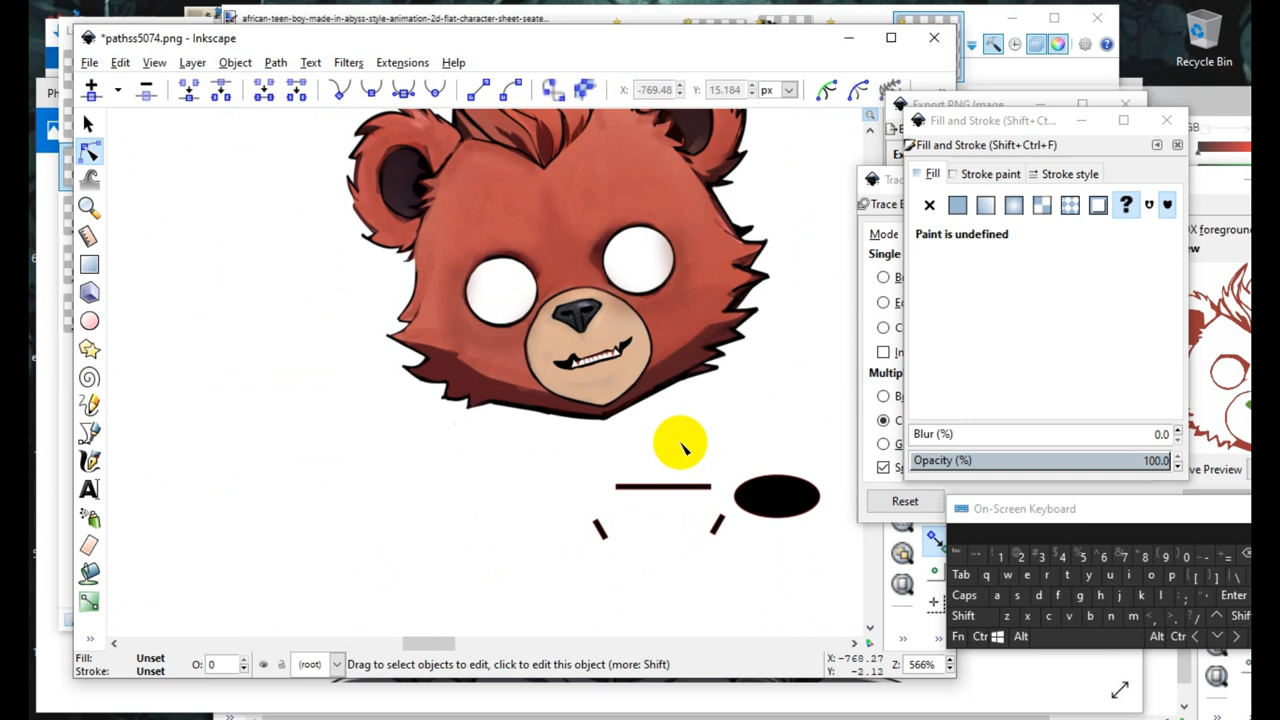 african-teen-boy-made-in-abyss-style-animation-2d-flat-character-sheet-seate...
*pathss5074.png - Inkscape
Recycle Bin
File Edit View Layer Object Path Text Filters Extensions Help
X: -769.48 Y: 15.184 px
Export PNG Image
Fill and Stroke (Shift+Ct...
Fill and Stroke (Shift+Ctrl+F)
Fill Stroke paint Stroke style
Paint is undefined
Mode
Single
Multip
Blur (%) 0.0
Opacity (%) 100.0
Reset
On-Screen Keyboard
Tab q w e r t y u i o p [ ] \
Caps a s d f g h j k l ; , Enter
Shift z x c v b n m , . / ^
Fn Ctr Alt Alt Ctr < >
Fill: Unset
Stroke: Unset
O: 0
(root)
Drag to select objects to edit, click to edit this object (more: Shift)
X:-768.27
Y: -2.12
Z: 566%